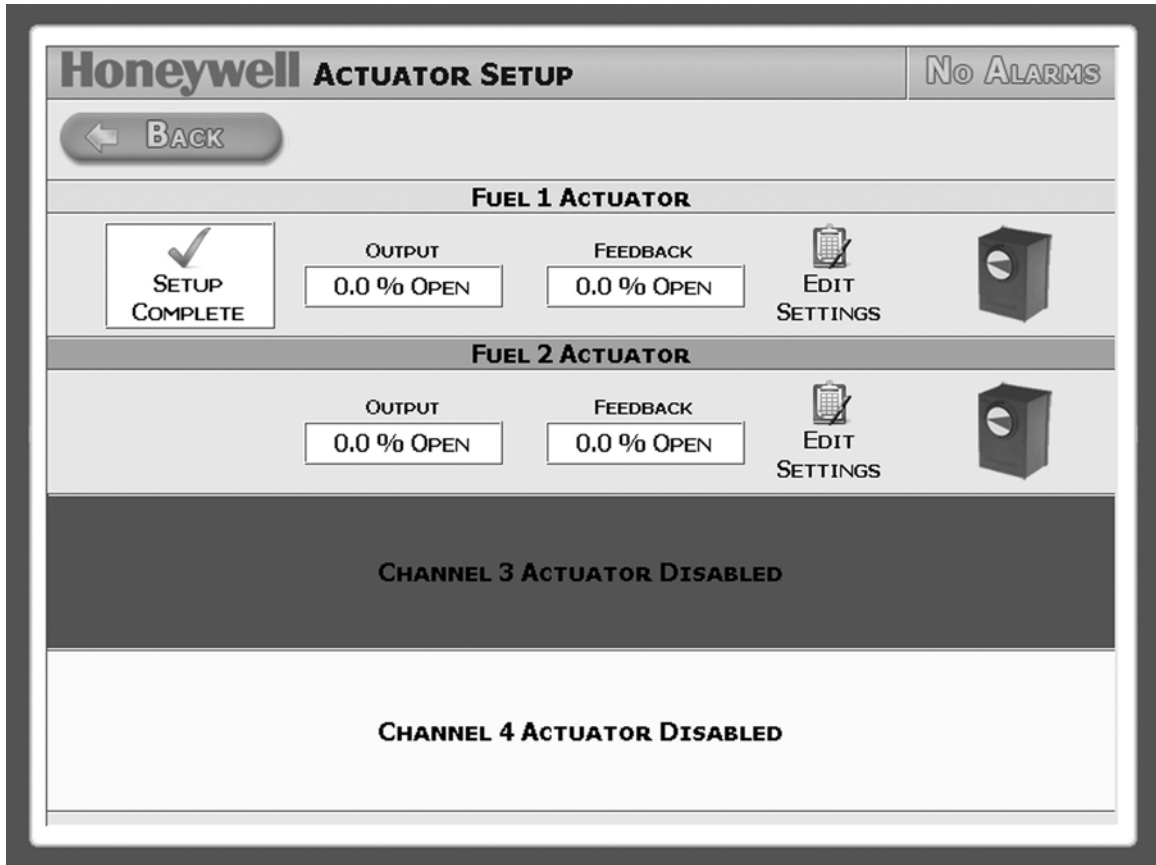 Honeywell ACTUATOR SETUP
NO ALARMS
BACK
FUEL 1 ACTUATOR
SETUP COMPLETE
OUTPUT
0.0 % OPEN
FEEDBACK
0.0 % OPEN
EDIT SETTINGS
FUEL 2 ACTUATOR
OUTPUT
0.0 % OPEN
FEEDBACK
0.0 % OPEN
EDIT SETTINGS
CHANNEL 3 ACTUATOR DISABLED
CHANNEL 4 ACTUATOR DISABLED